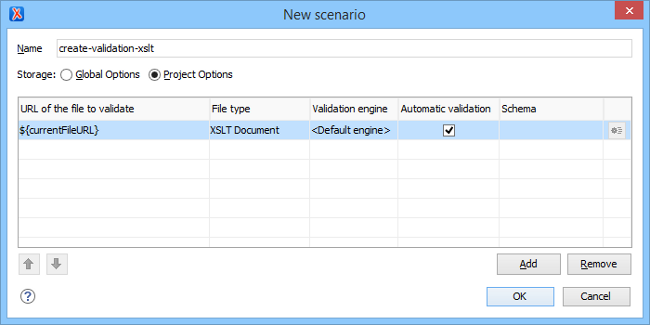 New scenario
Name create-validation-xslt
Storage: Global Options Project Options
URL of the file to validate File type Validation engine Automatic validation Schema
${currentFileURL} XSLT Document <Default engine>
Add Remove
? OK Cancel